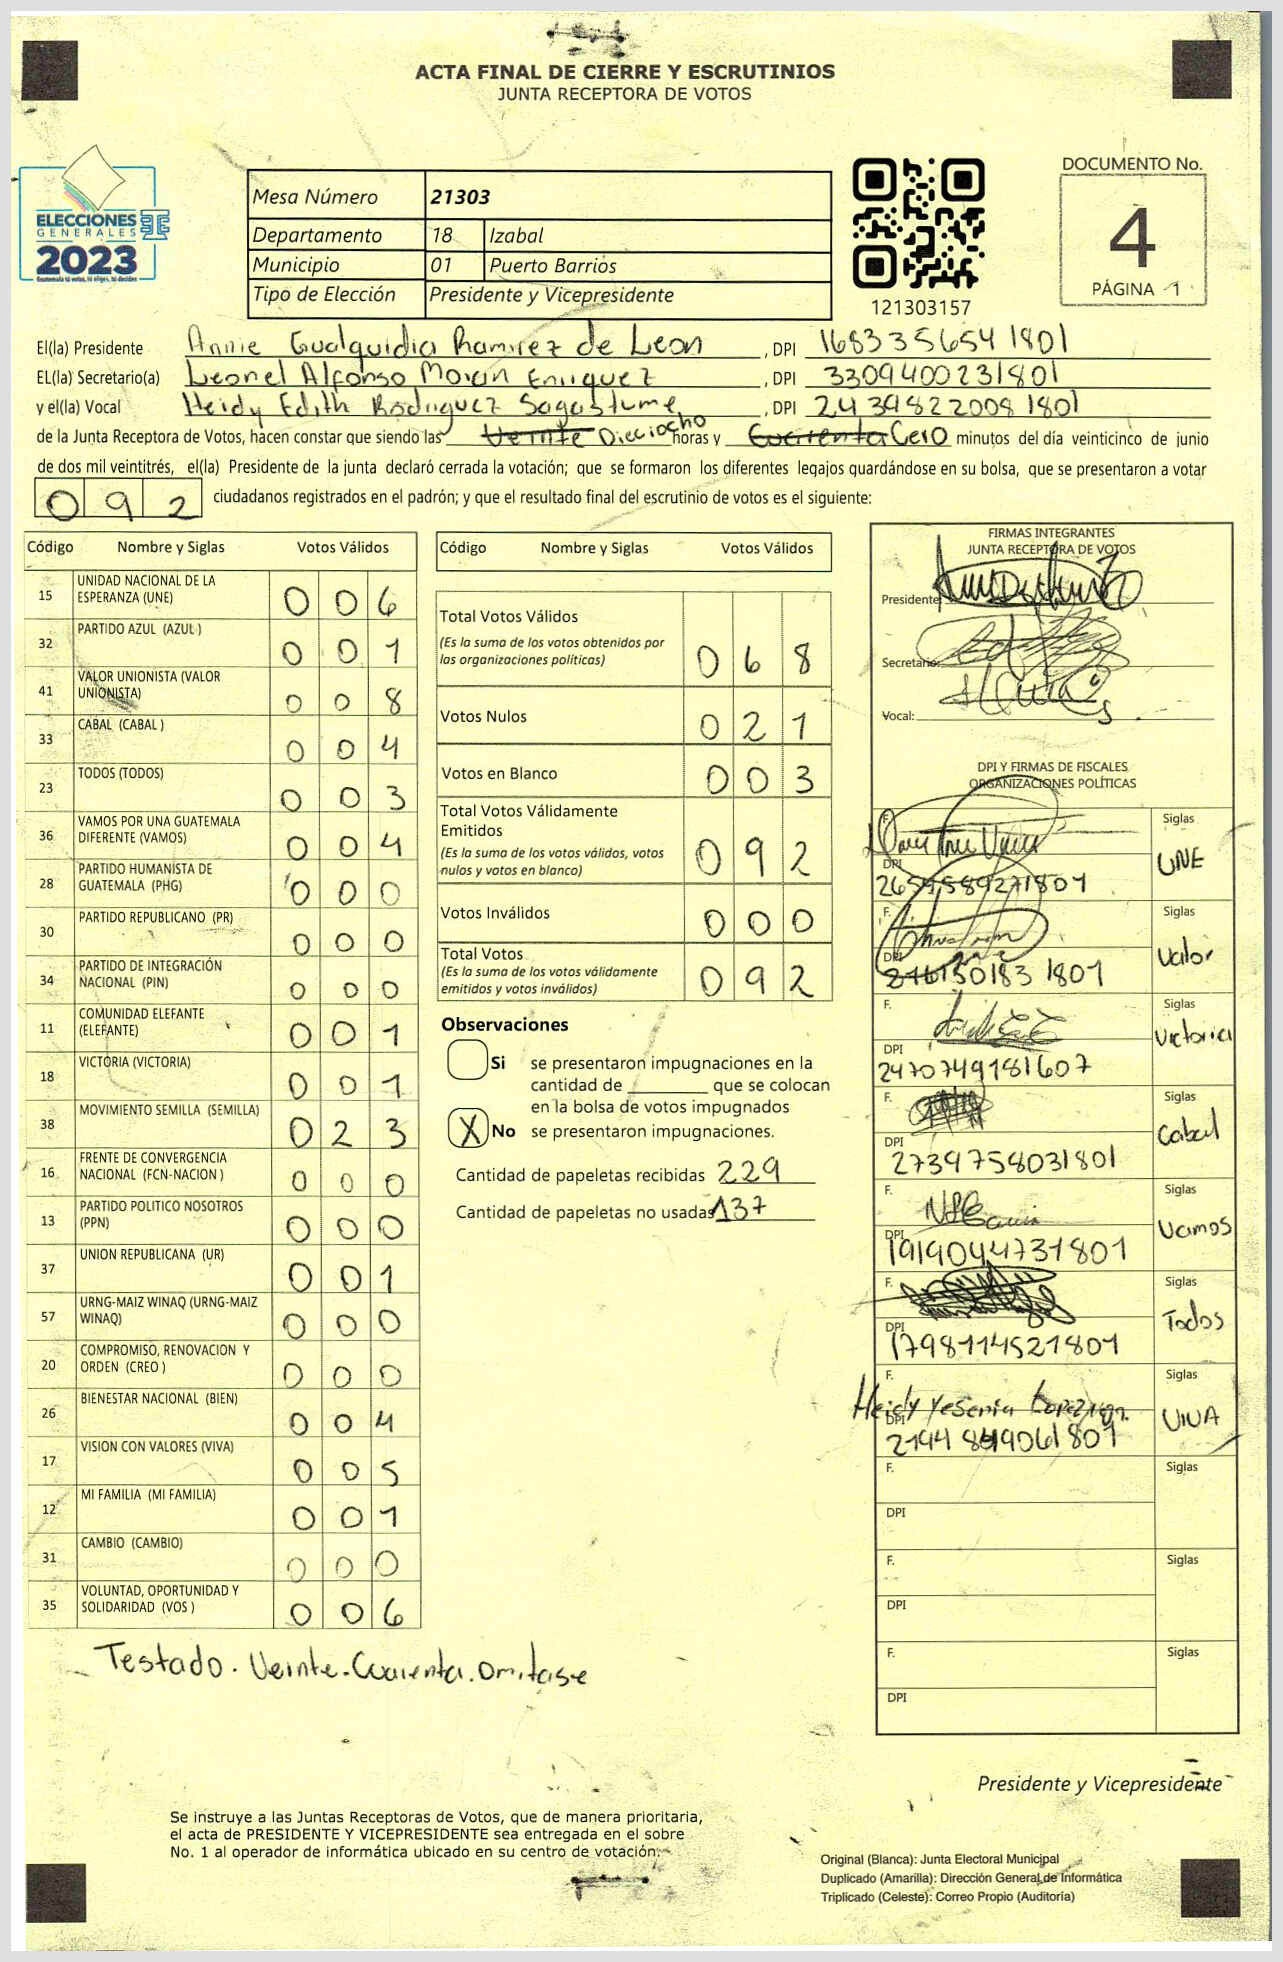 ACTA FINAL DE CIERRE Y ESCRUTINIOS
JUNTA RECEPTORA DE VOTOS
ELECCIONES
GENERALES
2023
Guatemala tú votas, tú eliges, tú decides
Mesa Número 21303
Departamento 18 Izabal
Municipio 01 Puerto Barrios
Tipo de Elección Presidente y Vicepresidente
121303157
DOCUMENTO No.
4
PÁGINA 1
El(la) Presidente Annie Gualquidia Ramirez de Leon, DPI 1683356541801
EL(la) Secretario(a) Leonel Alfonso Moran Enriquez, DPI 3309400231801
y el(la) Vocal Heidy Edith Rodriguez Sagastume, DPI 2439822008 1801
de la Junta Receptora de Votos, hacen constar que siendo las Veinte Dieciocho horas y Cuarenta Cero minutos del día veinticinco de junio
de dos mil veintitrés, el(la) Presidente de la junta declaró cerrada la votación; que se formaron los diferentes legajos guardándose en su bolsa, que se presentaron a votar
092 ciudadanos registrados en el padrón; y que el resultado final del escrutinio de votos es el siguiente:
Código Nombre y Siglas Votos Válidos
15 UNIDAD NACIONAL DE LA ESPERANZA (UNE) 0 0 6
32 PARTIDO AZUL (AZUL ) 0 0 1
41 VALOR UNIONISTA (VALOR UNIONISTA) 0 0 8
33 CABAL (CABAL ) 0 0 4
23 TODOS (TODOS) 0 0 3
36 VAMOS POR UNA GUATEMALA DIFERENTE (VAMOS) 0 0 4
28 PARTIDO HUMANISTA DE GUATEMALA (PHG) 0 0 0
30 PARTIDO REPUBLICANO (PR) 0 0 0
34 PARTIDO DE INTEGRACIÓN NACIONAL (PIN) 0 0 0
11 COMUNIDAD ELEFANTE (ELEFANTE) 0 0 1
18 VICTORIA (VICTORIA) 0 0 1
38 MOVIMIENTO SEMILLA (SEMILLA) 0 2 3
16 FRENTE DE CONVERGENCIA NACIONAL (FCN-NACION ) 0 0 0
13 PARTIDO POLITICO NOSOTROS (PPN) 0 0 0
37 UNION REPUBLICANA (UR) 0 0 1
57 URNG-MAIZ WINAQ (URNG-MAIZ WINAQ) 0 0 0
20 COMPROMISO, RENOVACION Y ORDEN (CREO ) 0 0 0
26 BIENESTAR NACIONAL (BIEN) 0 0 4
17 VISION CON VALORES (VIVA) 0 0 5
12 MI FAMILIA (MI FAMILIA) 0 0 1
31 CAMBIO (CAMBIO) 0 0 0
35 VOLUNTAD, OPORTUNIDAD Y SOLIDARIDAD (VOS ) 0 0 6
Testado. Veinte. Cuarenta. Omitase
Código Nombre y Siglas Votos Válidos
Total Votos Válidos 0 6 8
(Es la suma de los votos obtenidos por
las organizaciones políticas)
Votos Nulos 0 2 1
Votos en Blanco 0 0 3
Total Votos Válidamente
Emitidos 0 9 2
(Es la suma de los votos válidos, votos
nulos y votos en blanco)
Votos Inválidos 0 0 0
Total Votos 0 9 2
(Es la suma de los votos válidamente
emitidos y votos inválidos)
Observaciones
Si se presentaron impugnaciones en la
cantidad de ________ que se colocan
en la bolsa de votos impugnados
X No se presentaron impugnaciones.
Cantidad de papeletas recibidas 229
Cantidad de papeletas no usadas 137
FIRMAS INTEGRANTES
JUNTA RECEPTORA DE VOTOS
Presidente
Secretario:
Vocal:
DPI Y FIRMAS DE FISCALES
ORGANIZACIONES POLÍTICAS
F. Siglas
UNE
DPI
F. Siglas
Valor
DPI
F. Siglas
Victoria
DPI
2470749181607
F. Siglas
Cabal
DPI
2739758031801
F. Siglas
Vamos
DPI
1919044731801
F. Siglas
Todos
DPI
1798114521801
F. Siglas
Heidy Yesenia Lopez
VIVA
DPI
F. Siglas
DPI
F. Siglas
DPI
F. Siglas
DPI
Presidente y Vicepresidente
Se instruye a las Juntas Receptoras de Votos, que de manera prioritaria,
el acta de PRESIDENTE Y VICEPRESIDENTE sea entregada en el sobre
No. 1 al operador de informática ubicado en su centro de votación.
Original (Blanca): Junta Electoral Municipal
Duplicado (Amarilla): Dirección General de Informática
Triplicado (Celeste): Correo Propio (Auditoría)